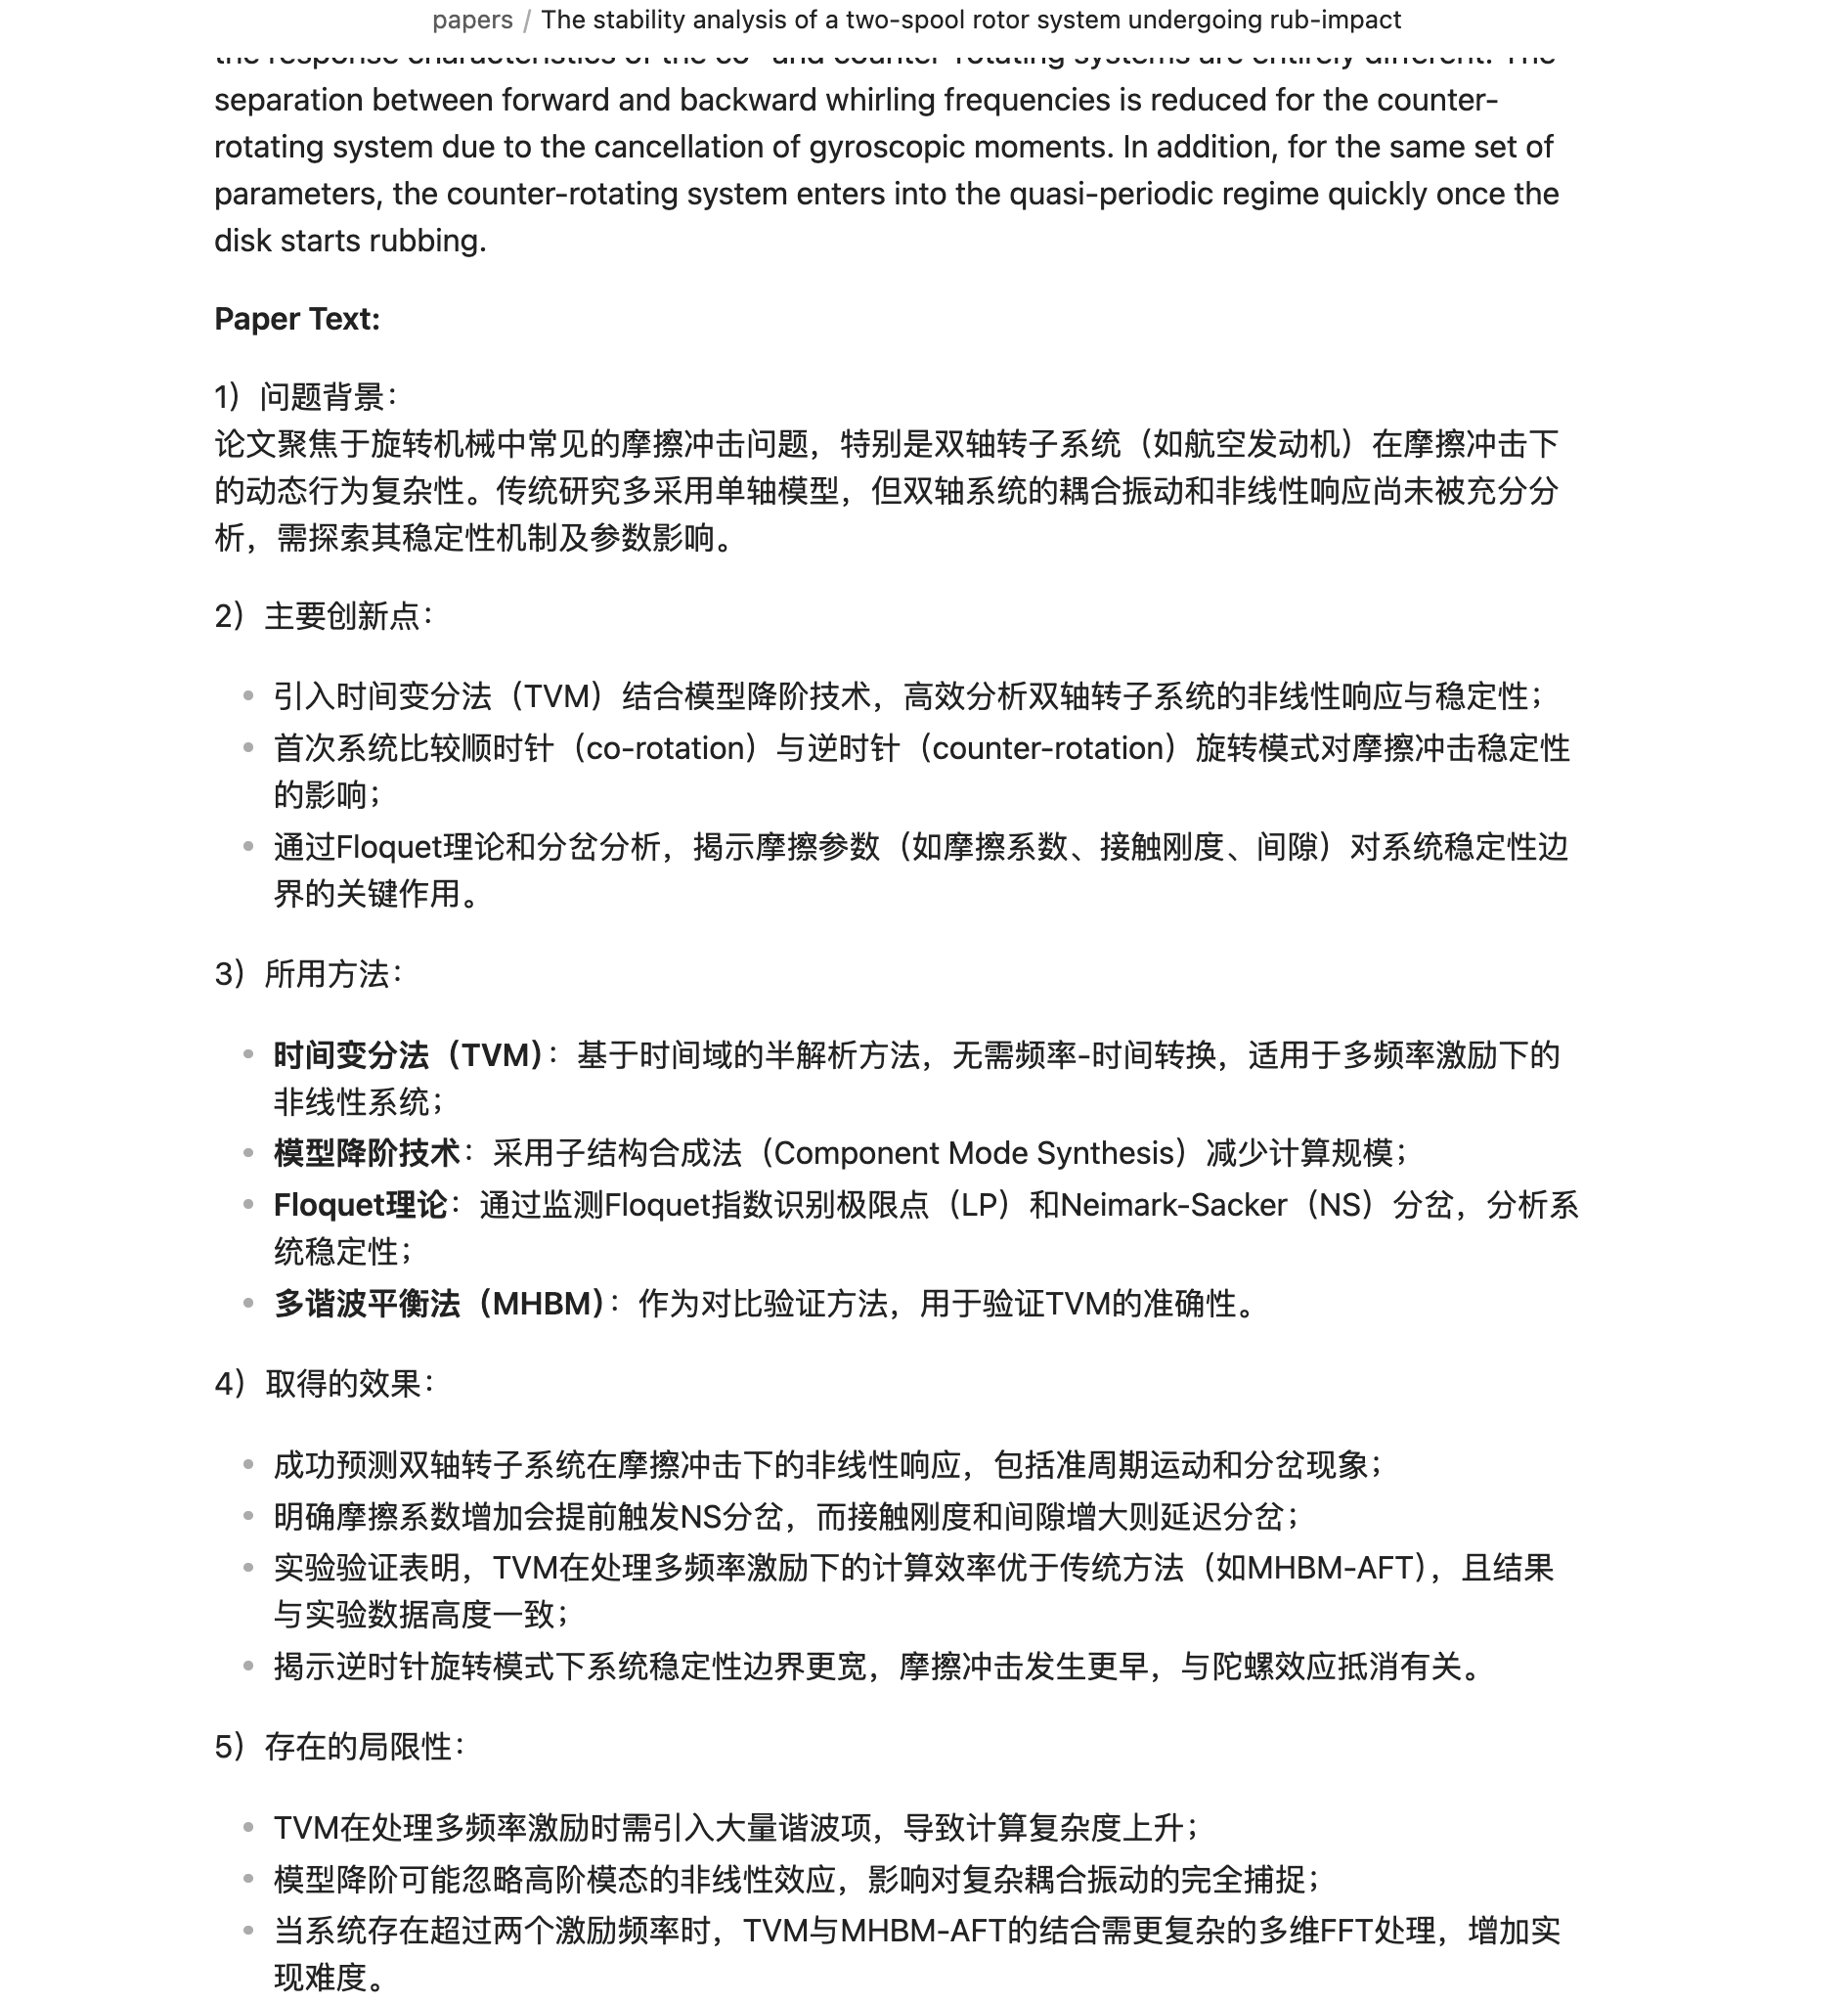 papers / The stability analysis of a two-spool rotor system undergoing rub-impact
the response characteristics of the co- and counter-rotating systems are entirely different. The
separation between forward and backward whirling frequencies is reduced for the counter-
rotating system due to the cancellation of gyroscopic moments. In addition, for the same set of
parameters, the counter-rotating system enters into the quasi-periodic regime quickly once the
disk starts rubbing.
Paper Text:
1）问题背景：
论文聚焦于旋转机械中常见的摩擦冲击问题，特别是双轴转子系统（如航空发动机）在摩擦冲击下
的动态行为复杂性。传统研究多采用单轴模型，但双轴系统的耦合振动和非线性响应尚未被充分分
析，需探索其稳定性机制及参数影响。
2）主要创新点：
引入时间变分法（TVM）结合模型降阶技术，高效分析双轴转子系统的非线性响应与稳定性；
首次系统比较顺时针（co-rotation）与逆时针（counter-rotation）旋转模式对摩擦冲击稳定性
的影响；
通过Floquet理论和分岔分析，揭示摩擦参数（如摩擦系数、接触刚度、间隙）对系统稳定性边
界的关键作用。
3）所用方法：
时间变分法（TVM）：基于时间域的半解析方法，无需频率-时间转换，适用于多频率激励下的
非线性系统；
模型降阶技术：采用子结构合成法（Component Mode Synthesis）减少计算规模；
Floquet理论：通过监测Floquet指数识别极限点（LP）和Neimark-Sacker（NS）分岔，分析系
统稳定性；
多谐波平衡法（MHBM）：作为对比验证方法，用于验证TVM的准确性。
4）取得的效果：
成功预测双轴转子系统在摩擦冲击下的非线性响应，包括准周期运动和分岔现象；
明确摩擦系数增加会提前触发NS分岔，而接触刚度和间隙增大则延迟分岔；
实验验证表明，TVM在处理多频率激励下的计算效率优于传统方法（如MHBM-AFT），且结果
与实验数据高度一致；
揭示逆时针旋转模式下系统稳定性边界更宽，摩擦冲击发生更早，与陀螺效应抵消有关。
5）存在的局限性：
TVM在处理多频率激励时需引入大量谐波项，导致计算复杂度上升；
模型降阶可能忽略高阶模态的非线性效应，影响对复杂耦合振动的完全捕捉；
当系统存在超过两个激励频率时，TVM与MHBM-AFT的结合需更复杂的多维FFT处理，增加实
现难度。